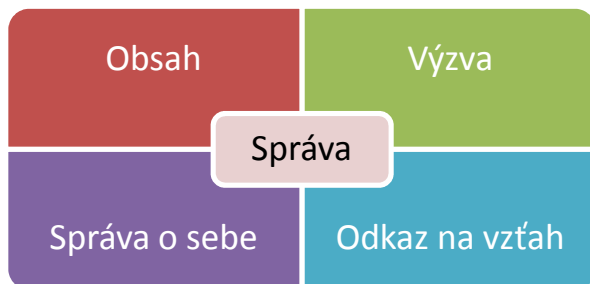 Obsah
Výzva
Správa
Správa o sebe
Odkaz na vzťah